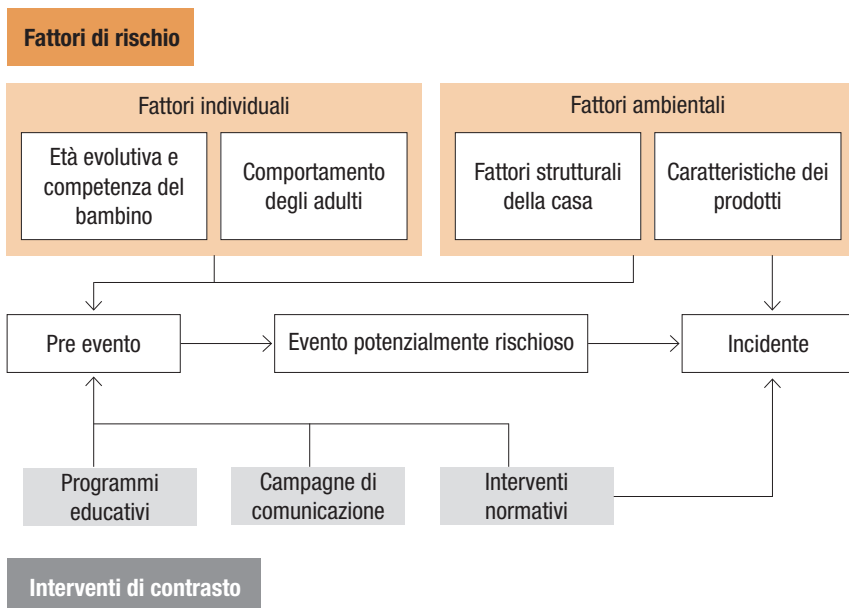 Fattori di rischio
Fattori individuali
Età evolutiva e
competenza del
bambino
Comportamento
degli adulti
Fattori ambientali
Fattori strutturali
della casa
Caratteristiche dei
prodotti
Pre evento
Evento potenzialmente rischioso
Incidente
Programmi
educativi
Campagne di
comunicazione
Interventi
normativi
Interventi di contrasto